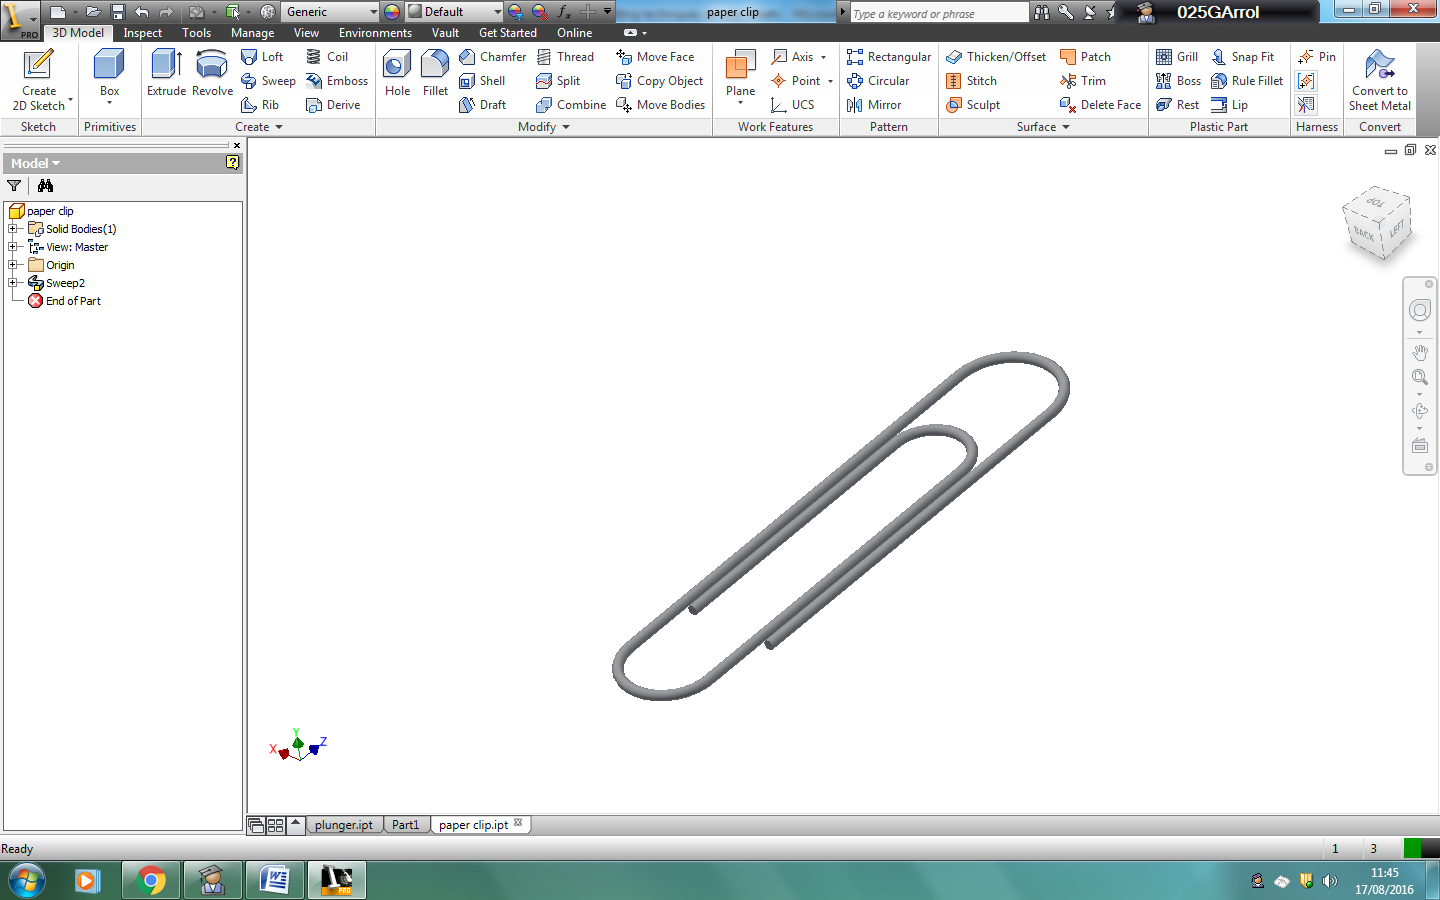 PRO
Generic
Default
fx
paper clip
Type a keyword or phrase
025GArrol
3D Model Inspect Tools Manage View Environments Vault Get Started Online
Create
2D Sketch
Box
Extrude
Revolve
Loft
Coil
Sweep
Emboss
Rib
Derive
Hole
Fillet
Chamfer
Thread
Move Face
Shell
Split
Copy Object
Draft
Combine
Move Bodies
Plane
Axis
Point
UCS
Rectangular
Circular
Mirror
Thicken/Offset
Patch
Stitch
Trim
Sculpt
Delete Face
Grill
Snap Fit
Boss
Rule Fillet
Rest
Lip
Pin
Convert to
Sheet Metal
Sketch Primitives Create Modify Work Features Pattern Surface Plastic Part Harness Convert
Model
paper clip
Solid Bodies(1)
View: Master
Origin
Sweep2
End of Part
TOP
BACK
LEFT
X Y Z
plunger.ipt Part1 paper clip.ipt
Ready
1 3
PRO
11:45
17/08/2016